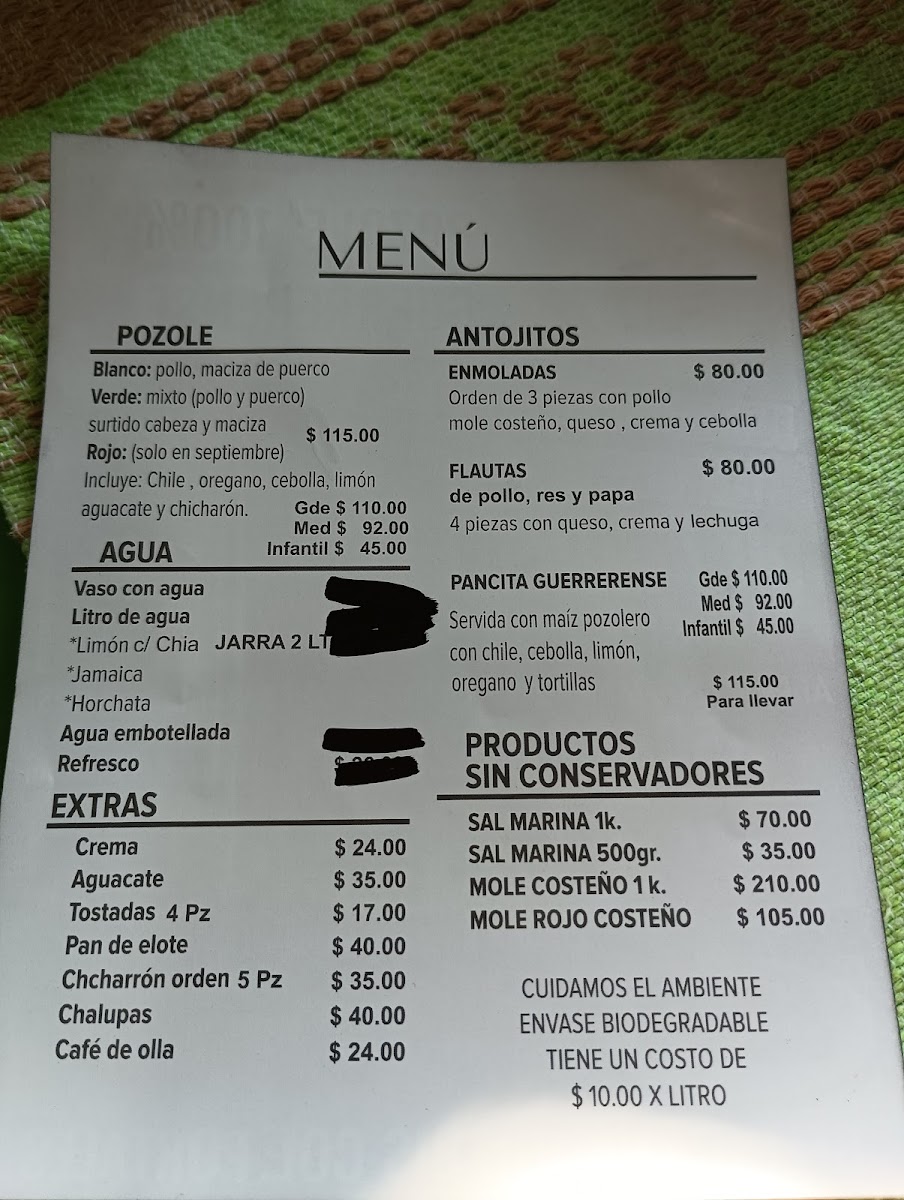 MENÚ
POZOLE
Blanco: pollo, maciza de puerco
Verde: mixto (pollo y puerco)
surtido cabeza y maciza
$ 115.00
Rojo: (solo en septiembre)
Incluye: Chile , oregano, cebolla, limón
aguacate y chicharón.
Gde $ 110.00
Med $ 92.00
Infantil $ 45.00
AGUA
Vaso con agua
Litro de agua
*Limón c/ Chia JARRA 2 LT
*Jamaica
*Horchata
Agua embotellada
Refresco
EXTRAS
Crema $ 24.00
Aguacate $ 35.00
Tostadas 4 Pz $ 17.00
Pan de elote $ 40.00
Chcharrón orden 5 Pz $ 35.00
Chalupas $ 40.00
Café de olla $ 24.00
ANTOJITOS
ENMOLADAS $ 80.00
Orden de 3 piezas con pollo
mole costeño, queso , crema y cebolla
FLAUTAS $ 80.00
de pollo, res y papa
4 piezas con queso, crema y lechuga
PANCITA GUERRERENSE Gde $ 110.00
Med $ 92.00
Servida con maíz pozolero Infantil $ 45.00
con chile, cebolla, limón,
oregano y tortillas $ 115.00
Para llevar
PRODUCTOS
SIN CONSERVADORES
SAL MARINA 1k. $ 70.00
SAL MARINA 500gr. $ 35.00
MOLE COSTEÑO 1 k. $ 210.00
MOLE ROJO COSTEÑO $ 105.00
CUIDAMOS EL AMBIENTE
ENVASE BIODEGRADABLE
TIENE UN COSTO DE
$ 10.00 X LITRO